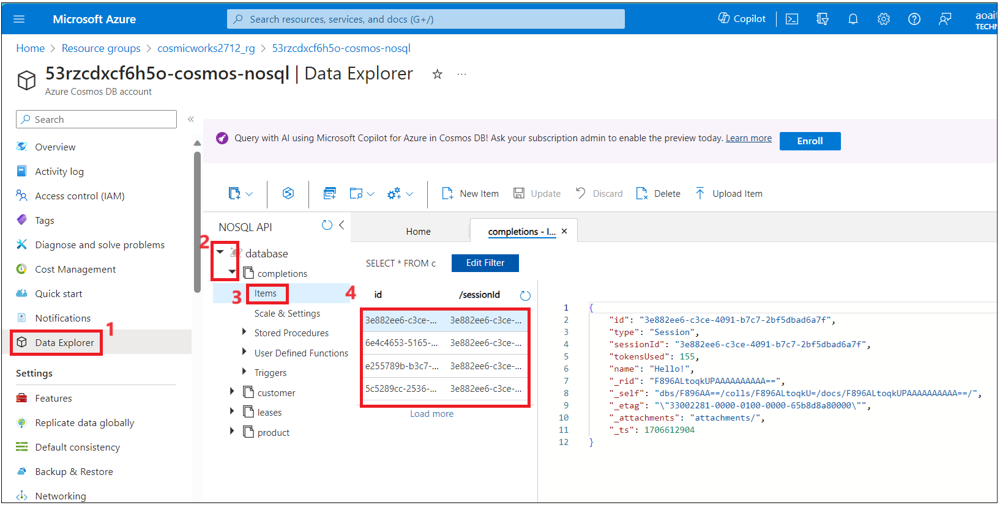 Microsoft Azure
Search resources, services, and docs (G+/)
Copilot
aoait
TECHN
Home > Resource groups > cosmicworks2712_rg > 53rzcdxcf6h5o-cosmos-nosql
53rzcdxcf6h5o-cosmos-nosql | Data Explorer
Azure Cosmos DB account
Search
Overview
Activity log
Access control (IAM)
Tags
Diagnose and solve problems
Cost Management
Quick start
Notifications
1
Data Explorer
Settings
Features
Replicate data globally
Default consistency
Backup & Restore
Networking
Query with AI using Microsoft Copilot for Azure in Cosmos DB! Ask your subscription admin to enable the preview today. Learn more
Enroll
New Item
Update
Discard
Delete
Upload Item
NOSQL API
2
database
completions
3
Items
Scale & Settings
Stored Procedures
User Defined Functions
Triggers
customer
leases
product
Home
completions - I...
SELECT * FROM c
Edit Filter
4
id /sessionId
3e882ee6-c3ce-... 3e882ee6-c3ce-...
6e4c4653-5165-... 3e882ee6-c3ce-...
e255789b-b3c7-... 3e882ee6-c3ce-...
5c5289cc-2536-... 3e882ee6-c3ce-...
Load more
1 {
2 "id": "3e882ee6-c3ce-4091-b7c7-2bf5dbad6a7f",
3 "type": "Session",
4 "sessionId": "3e882ee6-c3ce-4091-b7c7-2bf5dbad6a7f",
5 "tokensUsed": 155,
6 "name": "Hello!",
7 "_rid": "F896ALtoqkUPAAAAAAAAAA==",
8 "_self": "dbs/F896AA==/colls/F896ALtoqkU=/docs/F896ALtoqkUPAAAAAAAAAA==/",
9 "_etag": "\"33002281-0000-0100-0000-65b8d8a80000\"",
10 "_attachments": "attachments/",
11 "_ts": 1706612904
12 }